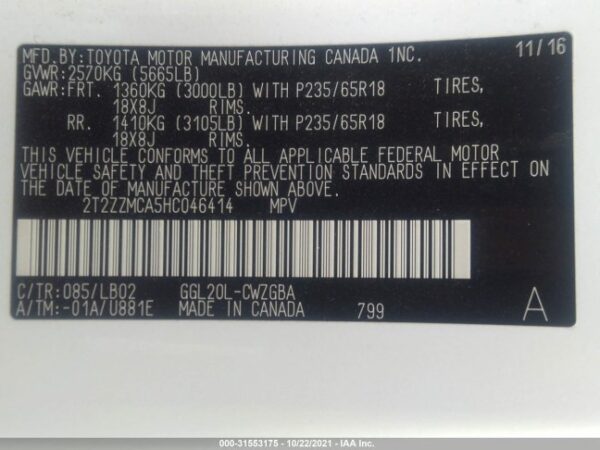 MFD.BY:TOYOTA MOTOR MANUFACTURING CANADA 1NC. 11/16
GVWR:2570KG (5665LB)
GAWR:FRT. 1360KG (3000LB) WITH P235/65R18 TIRES,
18X8J RIMS.
RR. 1410KG (3105LB) WITH P235/65R18 TIRES,
18X8J RIMS.
THIS VEHICLE CONFORMS TO ALL APPLICABLE FEDERAL MOTOR
VEHICLE SAFETY AND THEFT PREVENTION STANDARDS IN EFFECT ON
THE DATE OF MANUFACTURE SHOWN ABOVE.
2T2ZZMCA5HC046414 MPV
C/TR:085/LB02 GGL20L-CWZGBA
A/TM:-01A/U881E MADE IN CANADA 799 A
000-31553175 - 10/22/2021 - IAA Inc.